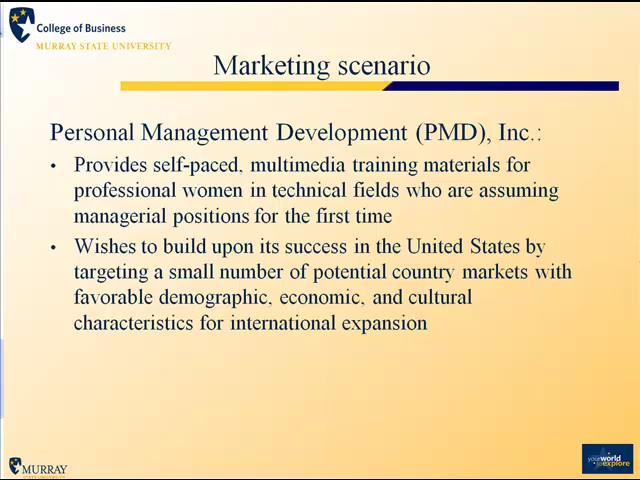 College of Business
MURRAY STATE UNIVERSITY
Marketing scenario
Personal Management Development (PMD), Inc.:
• Provides self-paced, multimedia training materials for
professional women in technical fields who are assuming
managerial positions for the first time
• Wishes to build upon its success in the United States by
targeting a small number of potential country markets with
favorable demographic, economic, and cultural
characteristics for international expansion
MURRAY
STATE UNIVERSITY
your world
to explore